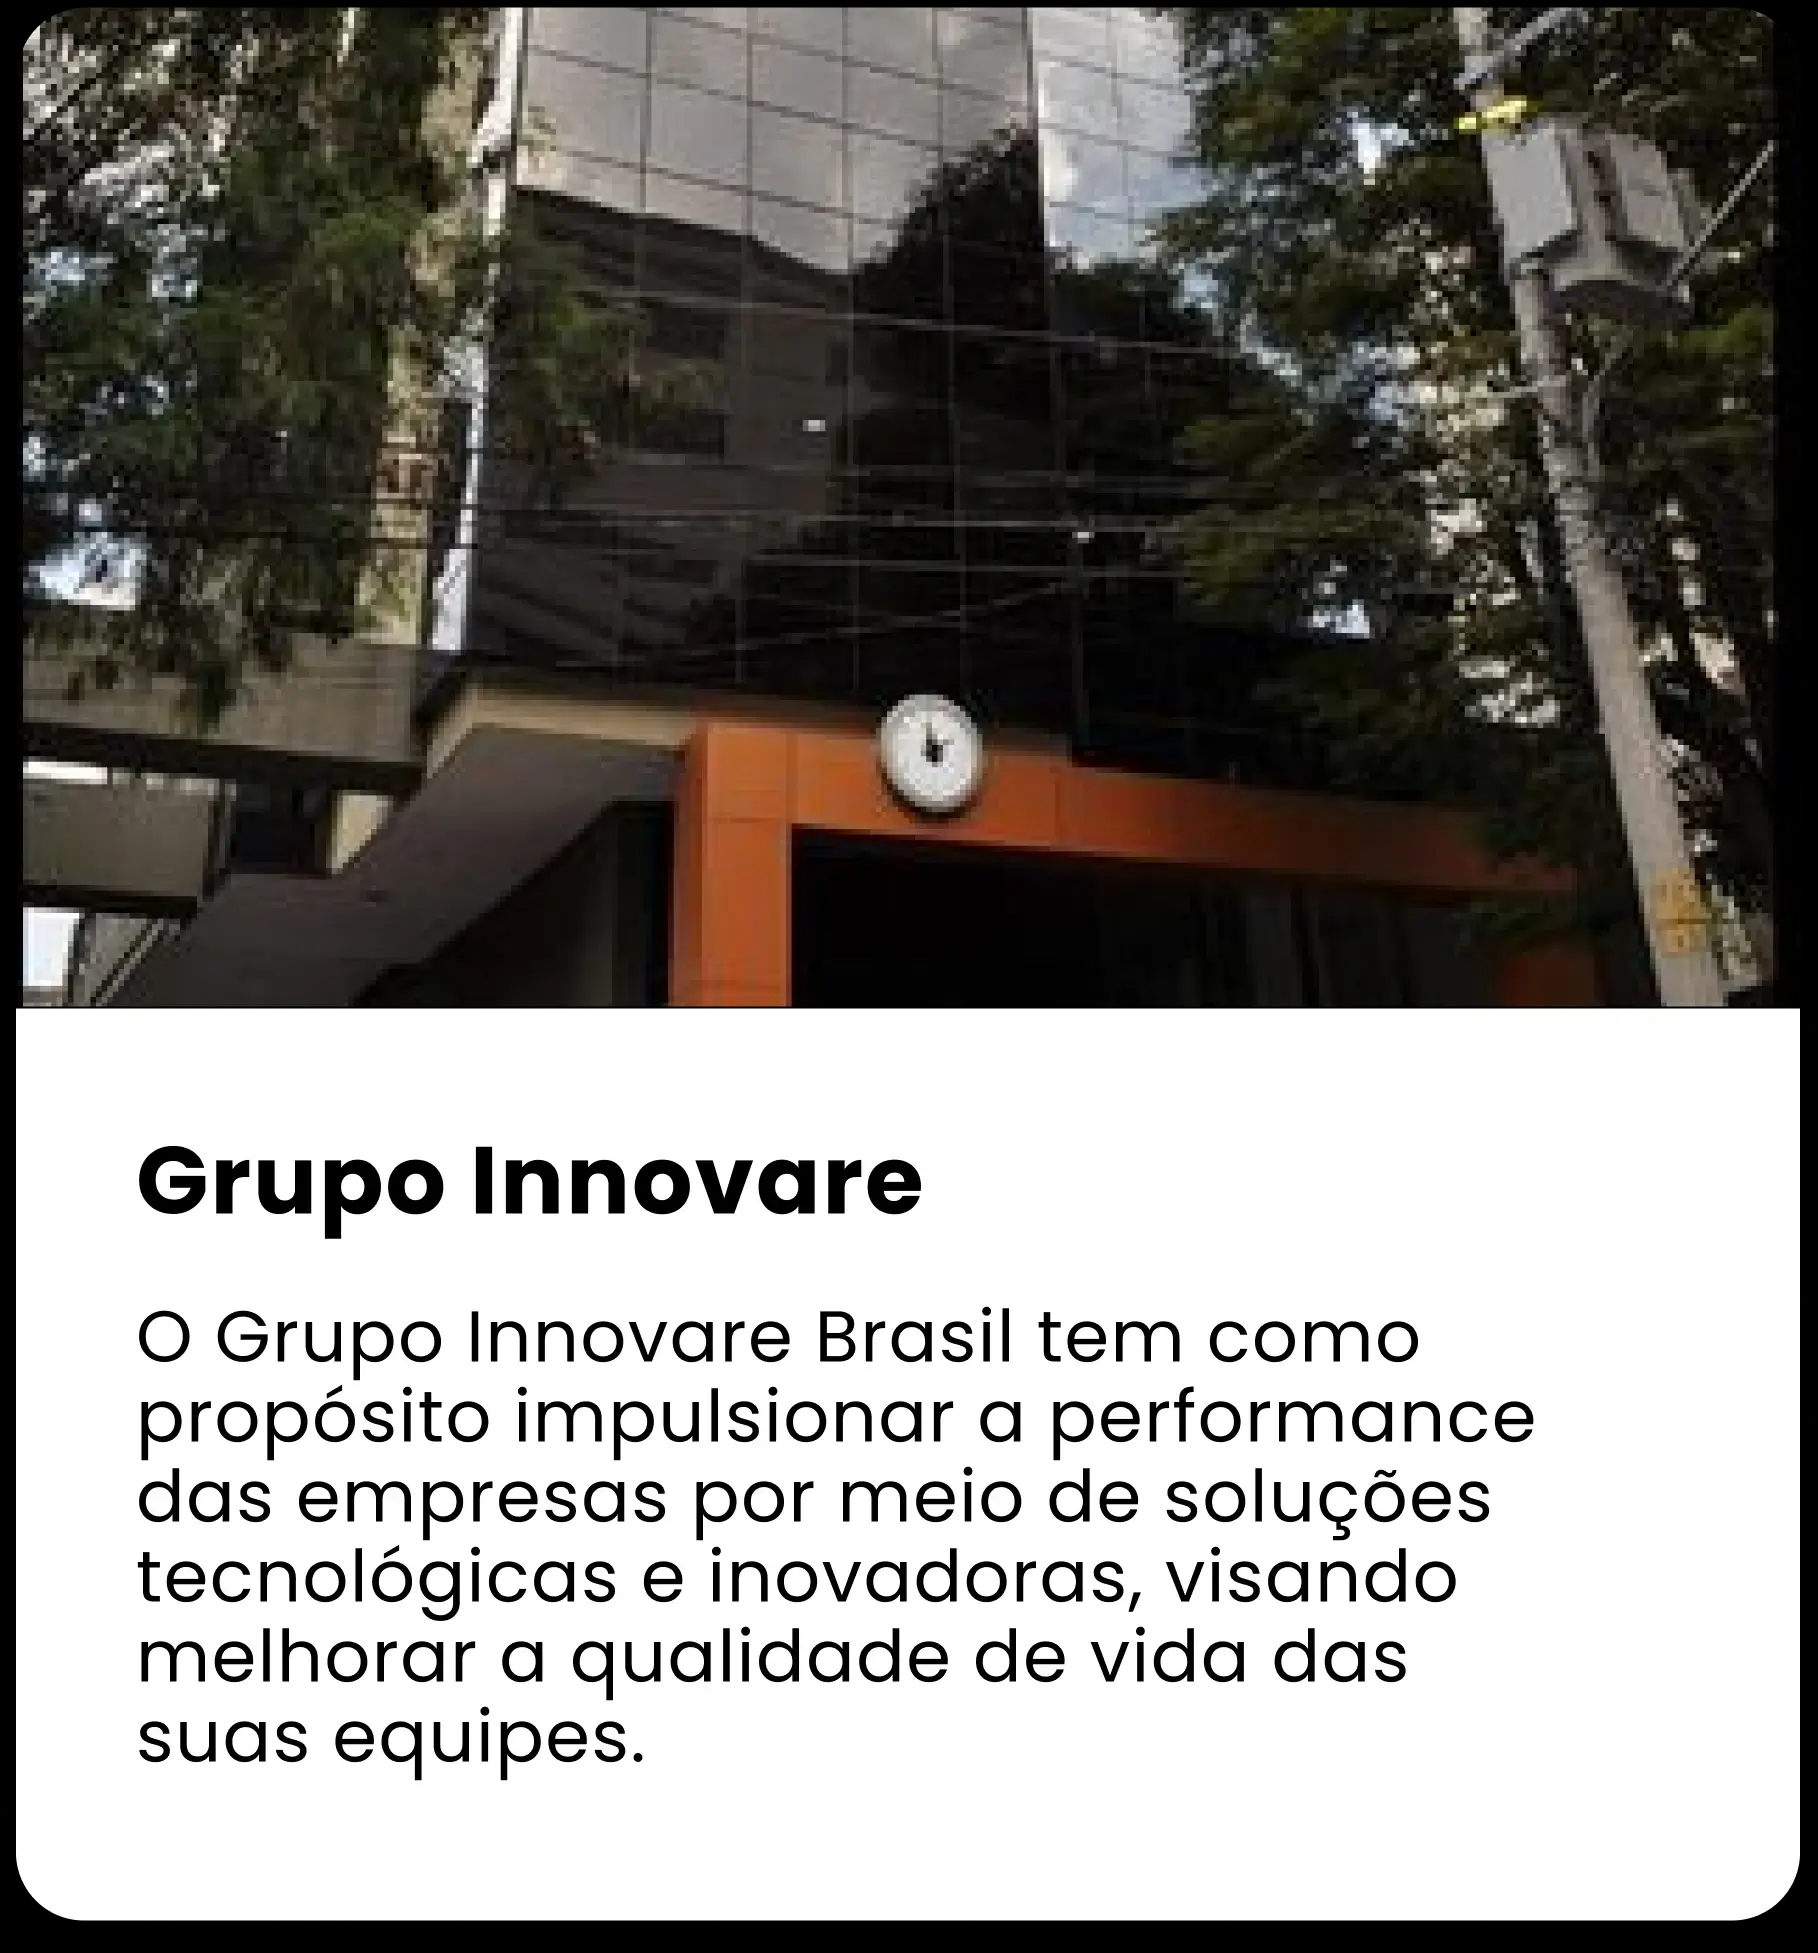 Grupo Innovare
O Grupo Innovare Brasil tem como
propósito impulsionar a performance
das empresas por meio de soluções
tecnológicas e inovadoras, visando
melhorar a qualidade de vida das
suas equipes.